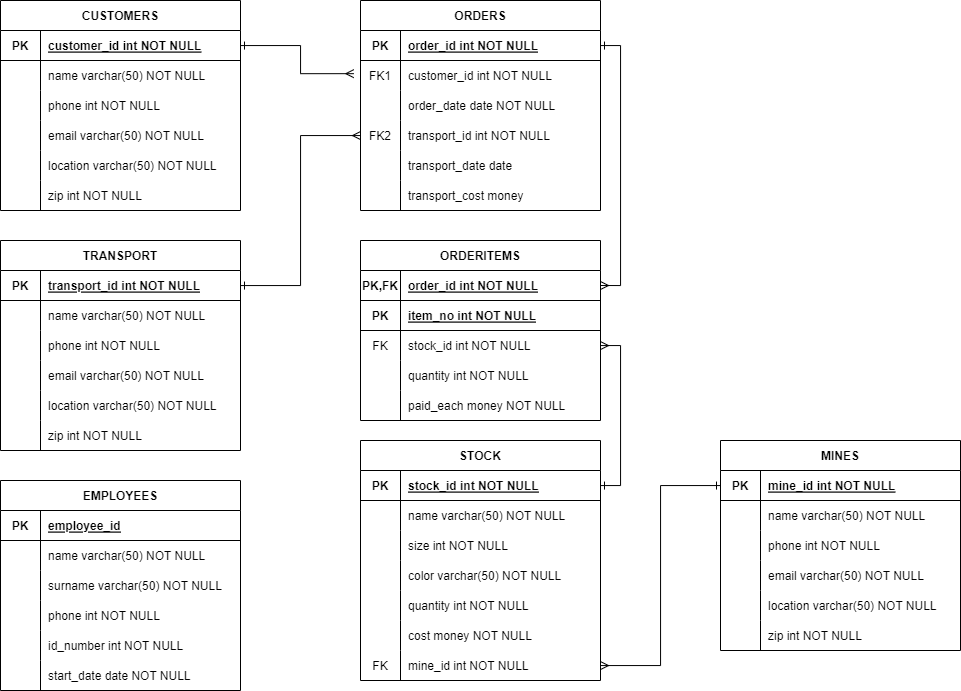 CUSTOMERS
PK customer_id int NOT NULL
name varchar(50) NOT NULL
phone int NOT NULL
email varchar(50) NOT NULL
location varchar(50) NOT NULL
zip int NOT NULL
ORDERS
PK order_id int NOT NULL
FK1 customer_id int NOT NULL
order_date date NOT NULL
FK2 transport_id int NOT NULL
transport_date date
transport_cost money
TRANSPORT
PK transport_id int NOT NULL
name varchar(50) NOT NULL
phone int NOT NULL
email varchar(50) NOT NULL
location varchar(50) NOT NULL
zip int NOT NULL
ORDERITEMS
PK,FK order_id int NOT NULL
PK item_no int NOT NULL
FK stock_id int NOT NULL
quantity int NOT NULL
paid_each money NOT NULL
EMPLOYEES
PK employee_id
name varchar(50) NOT NULL
surname varchar(50) NOT NULL
phone int NOT NULL
id_number int NOT NULL
start_date date NOT NULL
STOCK
PK stock_id int NOT NULL
name varchar(50) NOT NULL
size int NOT NULL
color varchar(50) NOT NULL
quantity int NOT NULL
cost money NOT NULL
FK mine_id int NOT NULL
MINES
PK mine_id int NOT NULL
name varchar(50) NOT NULL
phone int NOT NULL
email varchar(50) NOT NULL
location varchar(50) NOT NULL
zip int NOT NULL